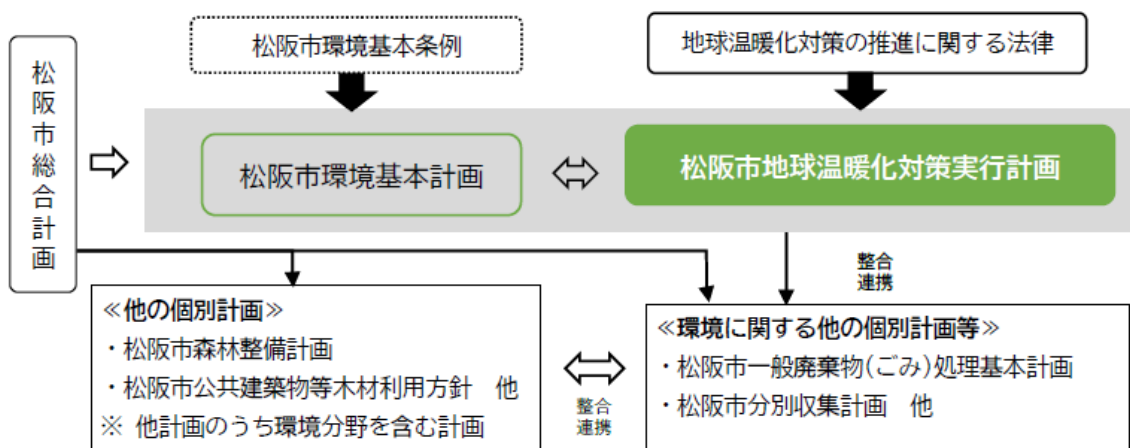 松阪市総合計画
松阪市環境基本条例
地球温暖化対策の推進に関する法律
松阪市環境基本計画
松阪市地球温暖化対策実行計画
整合
連携
≪他の個別計画≫
・松阪市森林整備計画
・松阪市公共建築物等木材利用方針　他
※ 他計画のうち環境分野を含む計画
整合
連携
≪環境に関する他の個別計画等≫
・松阪市一般廃棄物(ごみ)処理基本計画
・松阪市分別収集計画　他